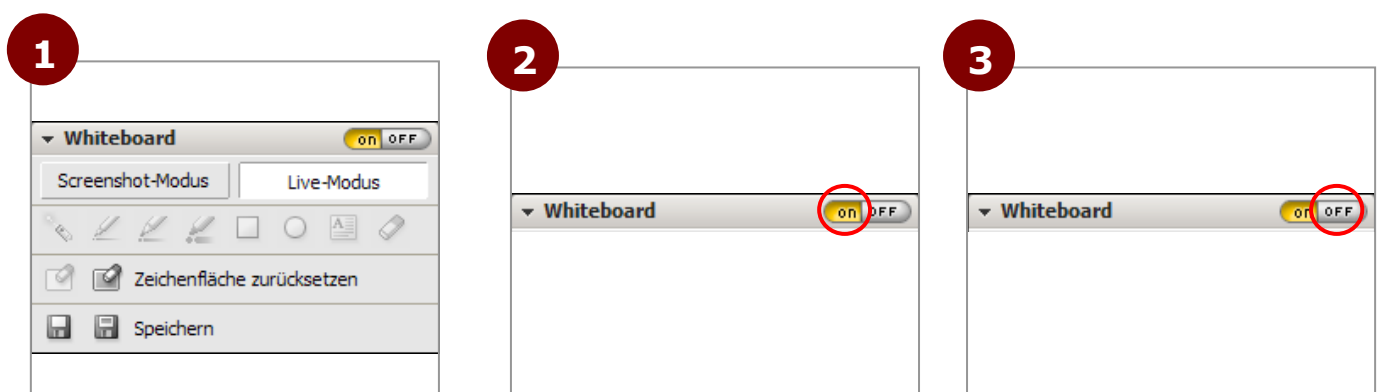 1
Whiteboard on OFF
Screenshot-Modus Live-Modus
A
Zeichenfläche zurücksetzen
Speichern
2
Whiteboard on OFF
3
Whiteboard on OFF